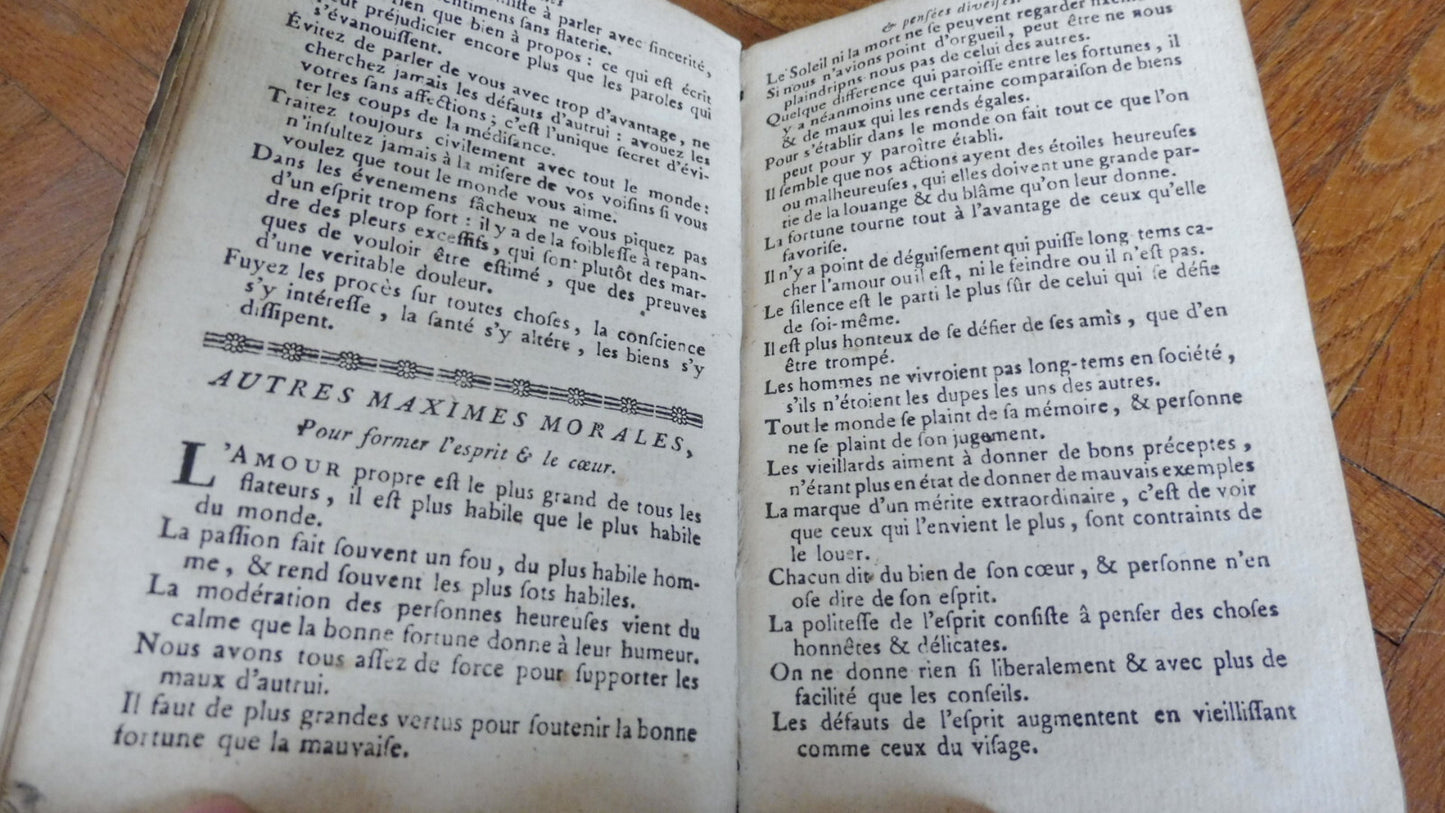 à parler avec ſincerité,
ſentimens ſans flaterie.
rien que bien à propos : ce qui eſt écrit
peut préjudicier encore plus que les paroles qui
s'évanouiſſent.
Évitez de parler de vous avec trop d'avantage, ne
cherchez jamais les défauts d'autrui : avouez les
votres ſans affectïons ; c'eſt l'unique ſecret d'évi-
ter les coups de la médiſance.
Traitez toujours civilement avec tout le monde :
n'inſultez jamais à la miſere de vos voiſins ſi vous
voulez que tout le monde vous aime.
Dans les évenemens fâcheux ne vous piquez pas
d'un eſprit trop fort : il y a de la foibleſſe à repan-
dre des pleurs exceſſifs, qui ſont plutôt des mar-
ques de vouloir être eſtimé, que des preuves
d'une veritable douleur.
Fuyez les procès ſur toutes choſes, la conſcience
s'y intéreſſe, la ſanté s'y altére, les biens s'y
diſſipent.
AUTRES MAXIMES MORALES,
Pour former l'eſprit & le cœur.
L'AMOUR propre eſt le plus grand de tous les
flateurs, il eſt plus habile que le plus habile
du monde.
La paſſion fait ſouvent un fou, du plus habile hom-
me, & rend ſouvent les plus ſots habiles.
La modération des perſonnes heureuſes vient du
calme que la bonne fortune donne à leur humeur.
Nous avons tous aſſez de force pour ſupporter les
maux d'autrui.
Il faut de plus grandes vertus pour ſoutenir la bonne
fortune que la mauvaiſe.
& penſées diverſes
Le Soleil ni la mort ne ſe peuvent regarder
Si nous n'avions point d'orgueil, peut être ne nous
plaindrions nous pas de celui des autres.
Quelque difference qui paroiſſe entre les fortunes, il
y a néanmoins une certaine comparaiſon de biens
& de maux qui les rends égales.
Pour s'établir dans le monde on fait tout ce que l'on
peut pour y paroître établi.
Il ſemble que nos actions ayent des étoiles heureuſes
ou malheureuſes, qui elles doivent une grande par-
tie de la louange & du blâme qu'on leur donne.
La fortune tourne tout à l'avantage de ceux qu'elle
favoriſe.
Il n'y a point de déguiſement qui puiſſe long-tems ca-
cher l'amour ou il eſt, ni le feindre ou il n'eſt pas.
Le ſilence eſt le parti le plus ſûr de celui qui ſe défie
de ſoi-même.
Il eſt plus honteux de ſe défier de ſes amis, que d'en
être trompé.
Les hommes ne vivroient pas long-tems en ſociété,
s'ils n'étoient les dupes les uns des autres.
Tout le monde ſe plaint de ſa mémoire, & perſonne
ne ſe plaint de ſon jugement.
Les vieillards aiment à donner de bons préceptes,
n'étant plus en état de donner de mauvais exemples
La marque d'un mérite extraordinaire, c'eſt de voir
que ceux qui l'envient le plus, ſont contraints de
le louer.
Chacun dit du bien de ſon cœur, & perſonne n'en
oſe dire de ſon eſprit.
La politeſſe de l'eſprit conſiſte â penſer des choſes
honnêtes & délicates.
On ne donne rien ſi liberalement & avec plus de
facilité que les conſeils.
Les défauts de l'eſprit augmentent en vieilliſſant
comme ceux du viſage.